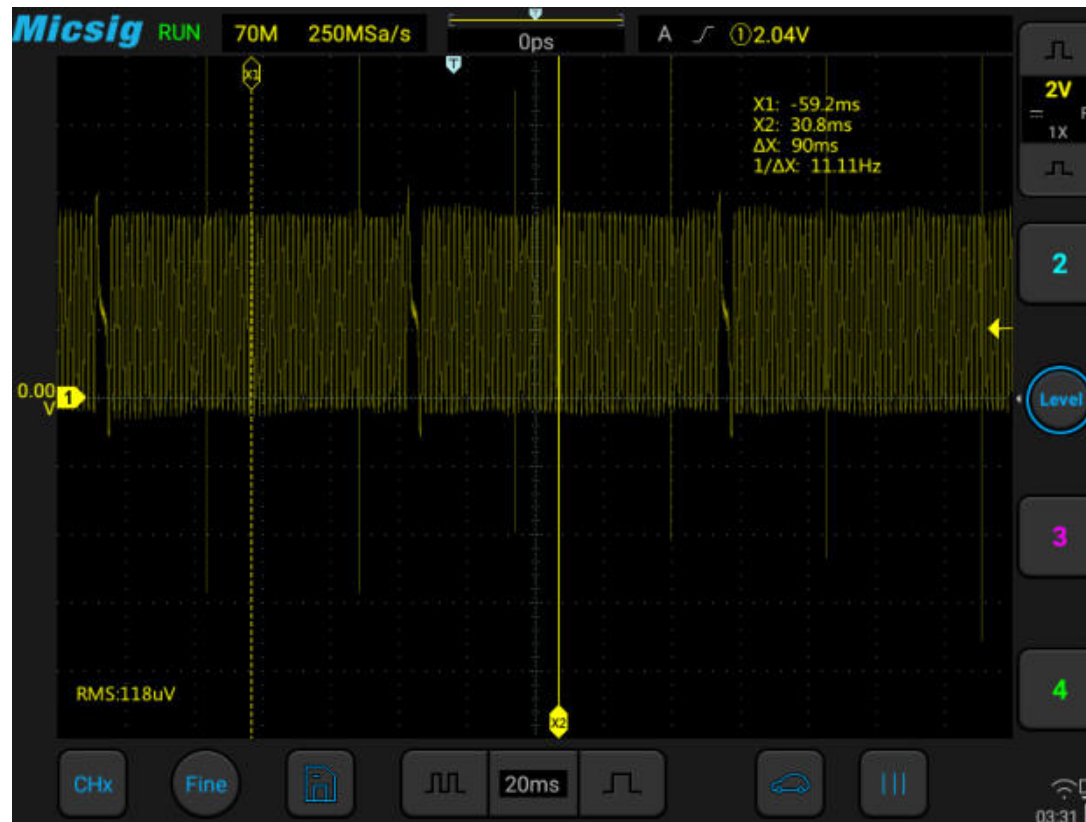 Micsig RUN 70M 250MSa/s 0ps A ①2.04V
T
X1
T
X1: -59.2ms
X2: 30.8ms
ΔX: 90ms
1/ΔX: 11.11Hz
2V
1X
2
0.00
V
1
Level
3
RMS:118uV
4
X2
CHx Fine 20ms
03:31